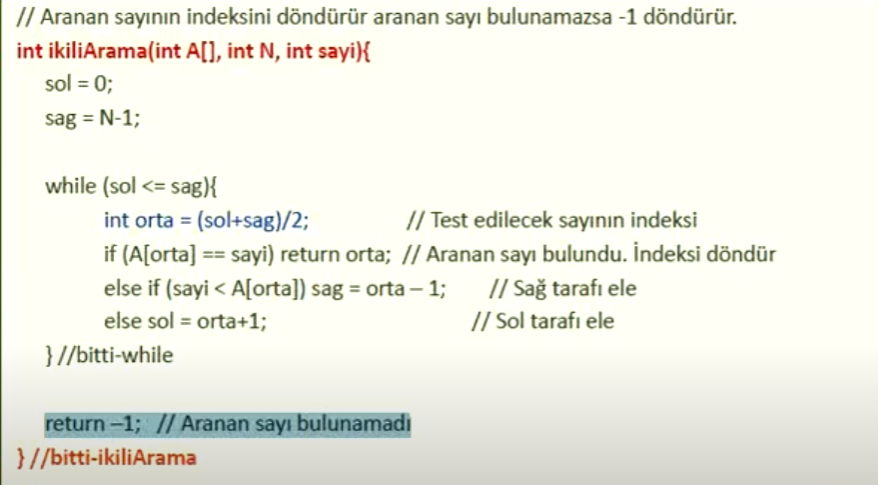 // Aranan sayının indeksini döndürür aranan sayı bulunamazsa -1 döndürür.
int ikiliArama(int A[], int N, int sayi){
sol = 0;
sag = N-1;
while (sol <= sag){
int orta = (sol+sag)/2; // Test edilecek sayının indeksi
if (A[orta] == sayi) return orta; // Aranan sayı bulundu. İndeksi döndür
else if (sayi < A[orta]) sag = orta – 1; // Sağ tarafı ele
else sol = orta+1; // Sol tarafı ele
} //bitti-while
return –1; // Aranan sayı bulunamadı
} //bitti-ikiliArama